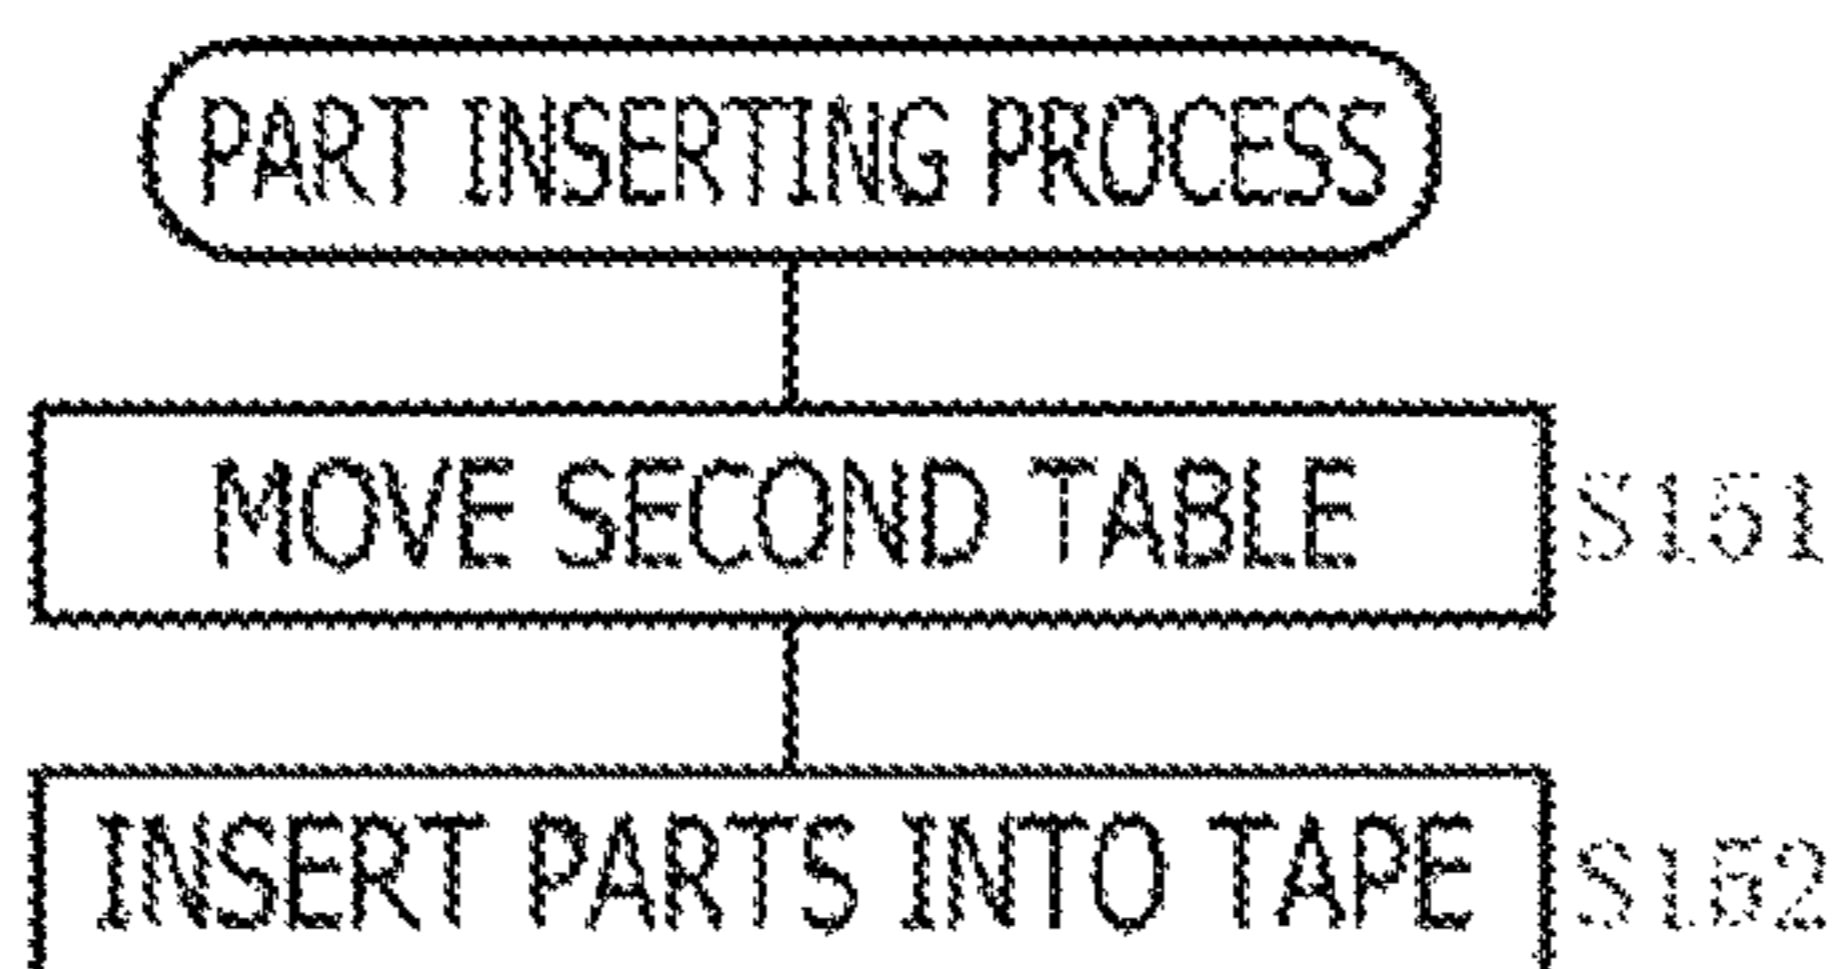 PART INSERTING PROCESS
MOVE SECOND TABLE S151
INSERT PARTS INTO TAPE S152